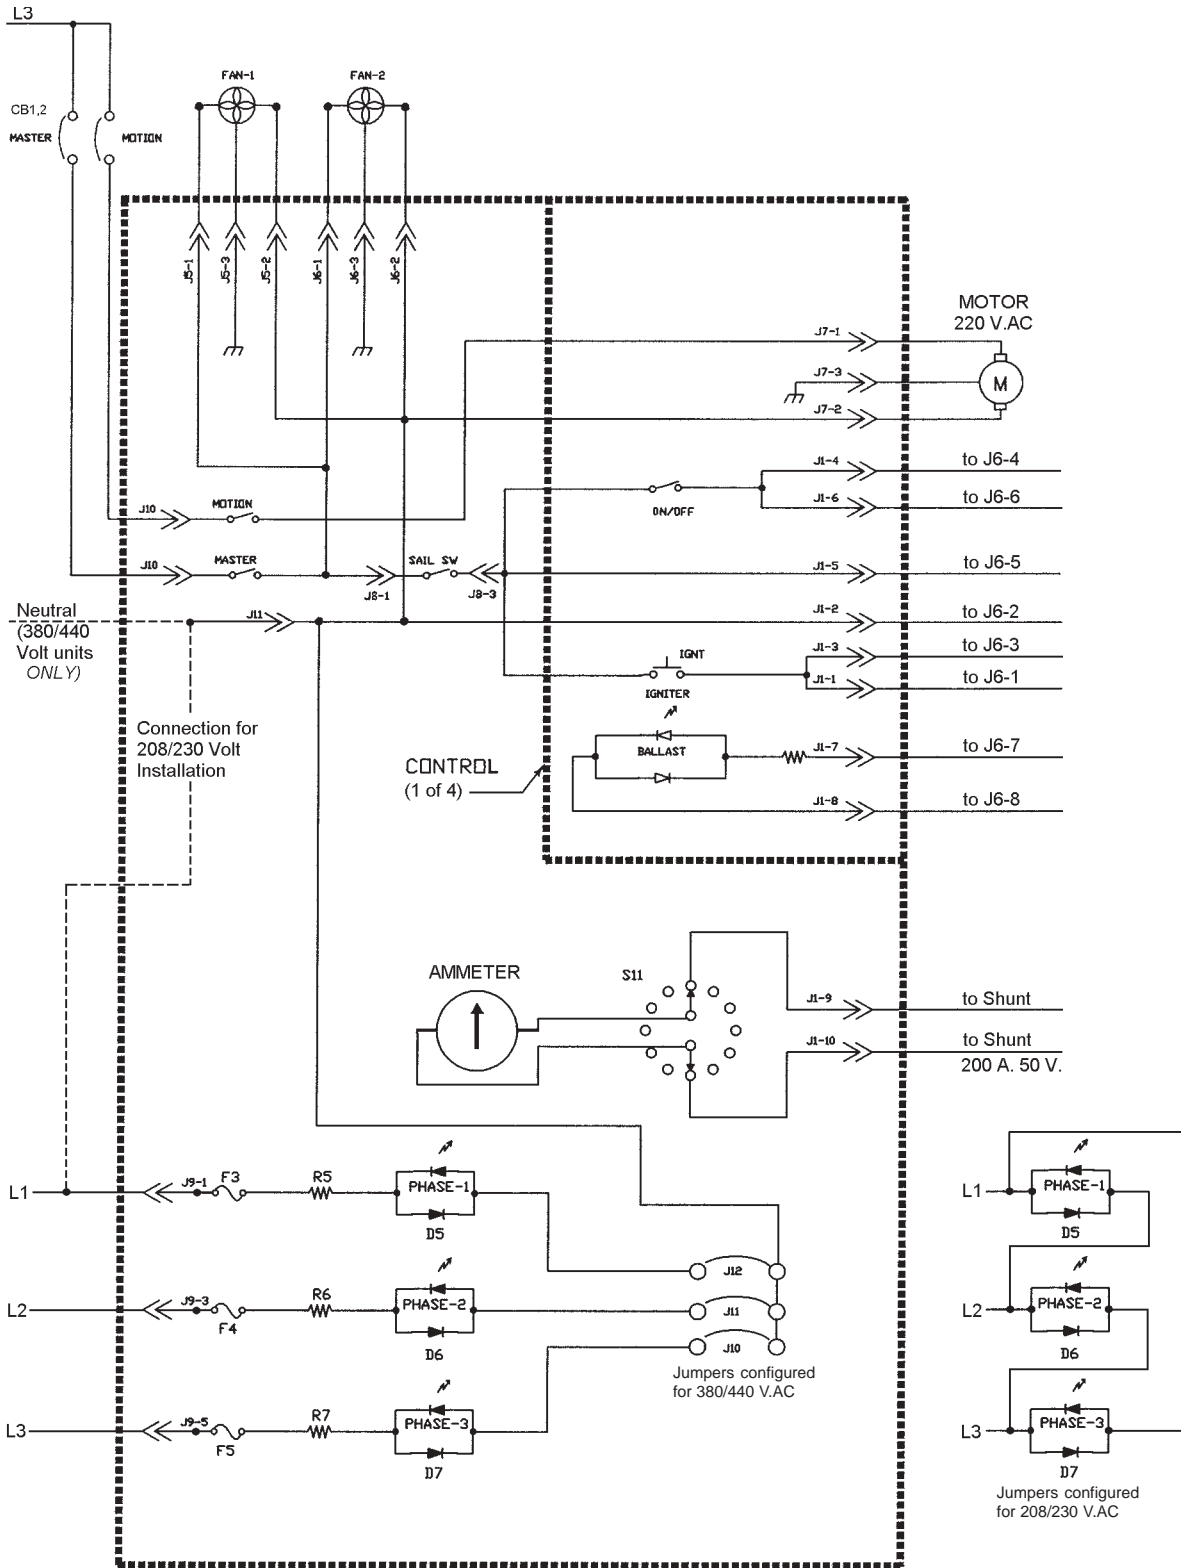 L3
FAN-1
FAN-2
CB1,2
MASTER
MOTION
J5-1
J5-3
J5-2
J6-1
J6-3
J6-2
MOTOR
220 V.AC
J7-1
J7-3
M
J7-2
J1-4
to J6-4
MOTION
J10
ON/OFF
J1-6
to J6-6
J10
MASTER
SAIL SW
J8-1
J8-3
J1-5
to J6-5
Neutral
(380/440
Volt units
ONLY)
J11
J1-2
to J6-2
IGNT
J1-3
to J6-3
IGNITER
J1-1
to J6-1
Connection for
208/230 Volt
Installation
CONTROL
(1 of 4)
BALLAST
J1-7
to J6-7
J1-8
to J6-8
AMMETER
S11
J1-9
to Shunt
J1-10
to Shunt
200 A. 50 V.
L1
J9-1
F3
R5
PHASE-1
D5
J12
L2
J9-3
F4
R6
PHASE-2
D6
J11
J10
Jumpers configured
for 380/440 V.AC
L3
J9-5
F5
R7
PHASE-3
D7
L1
PHASE-1
D5
L2
PHASE-2
D6
L3
PHASE-3
D7
Jumpers configured
for 208/230 V.AC